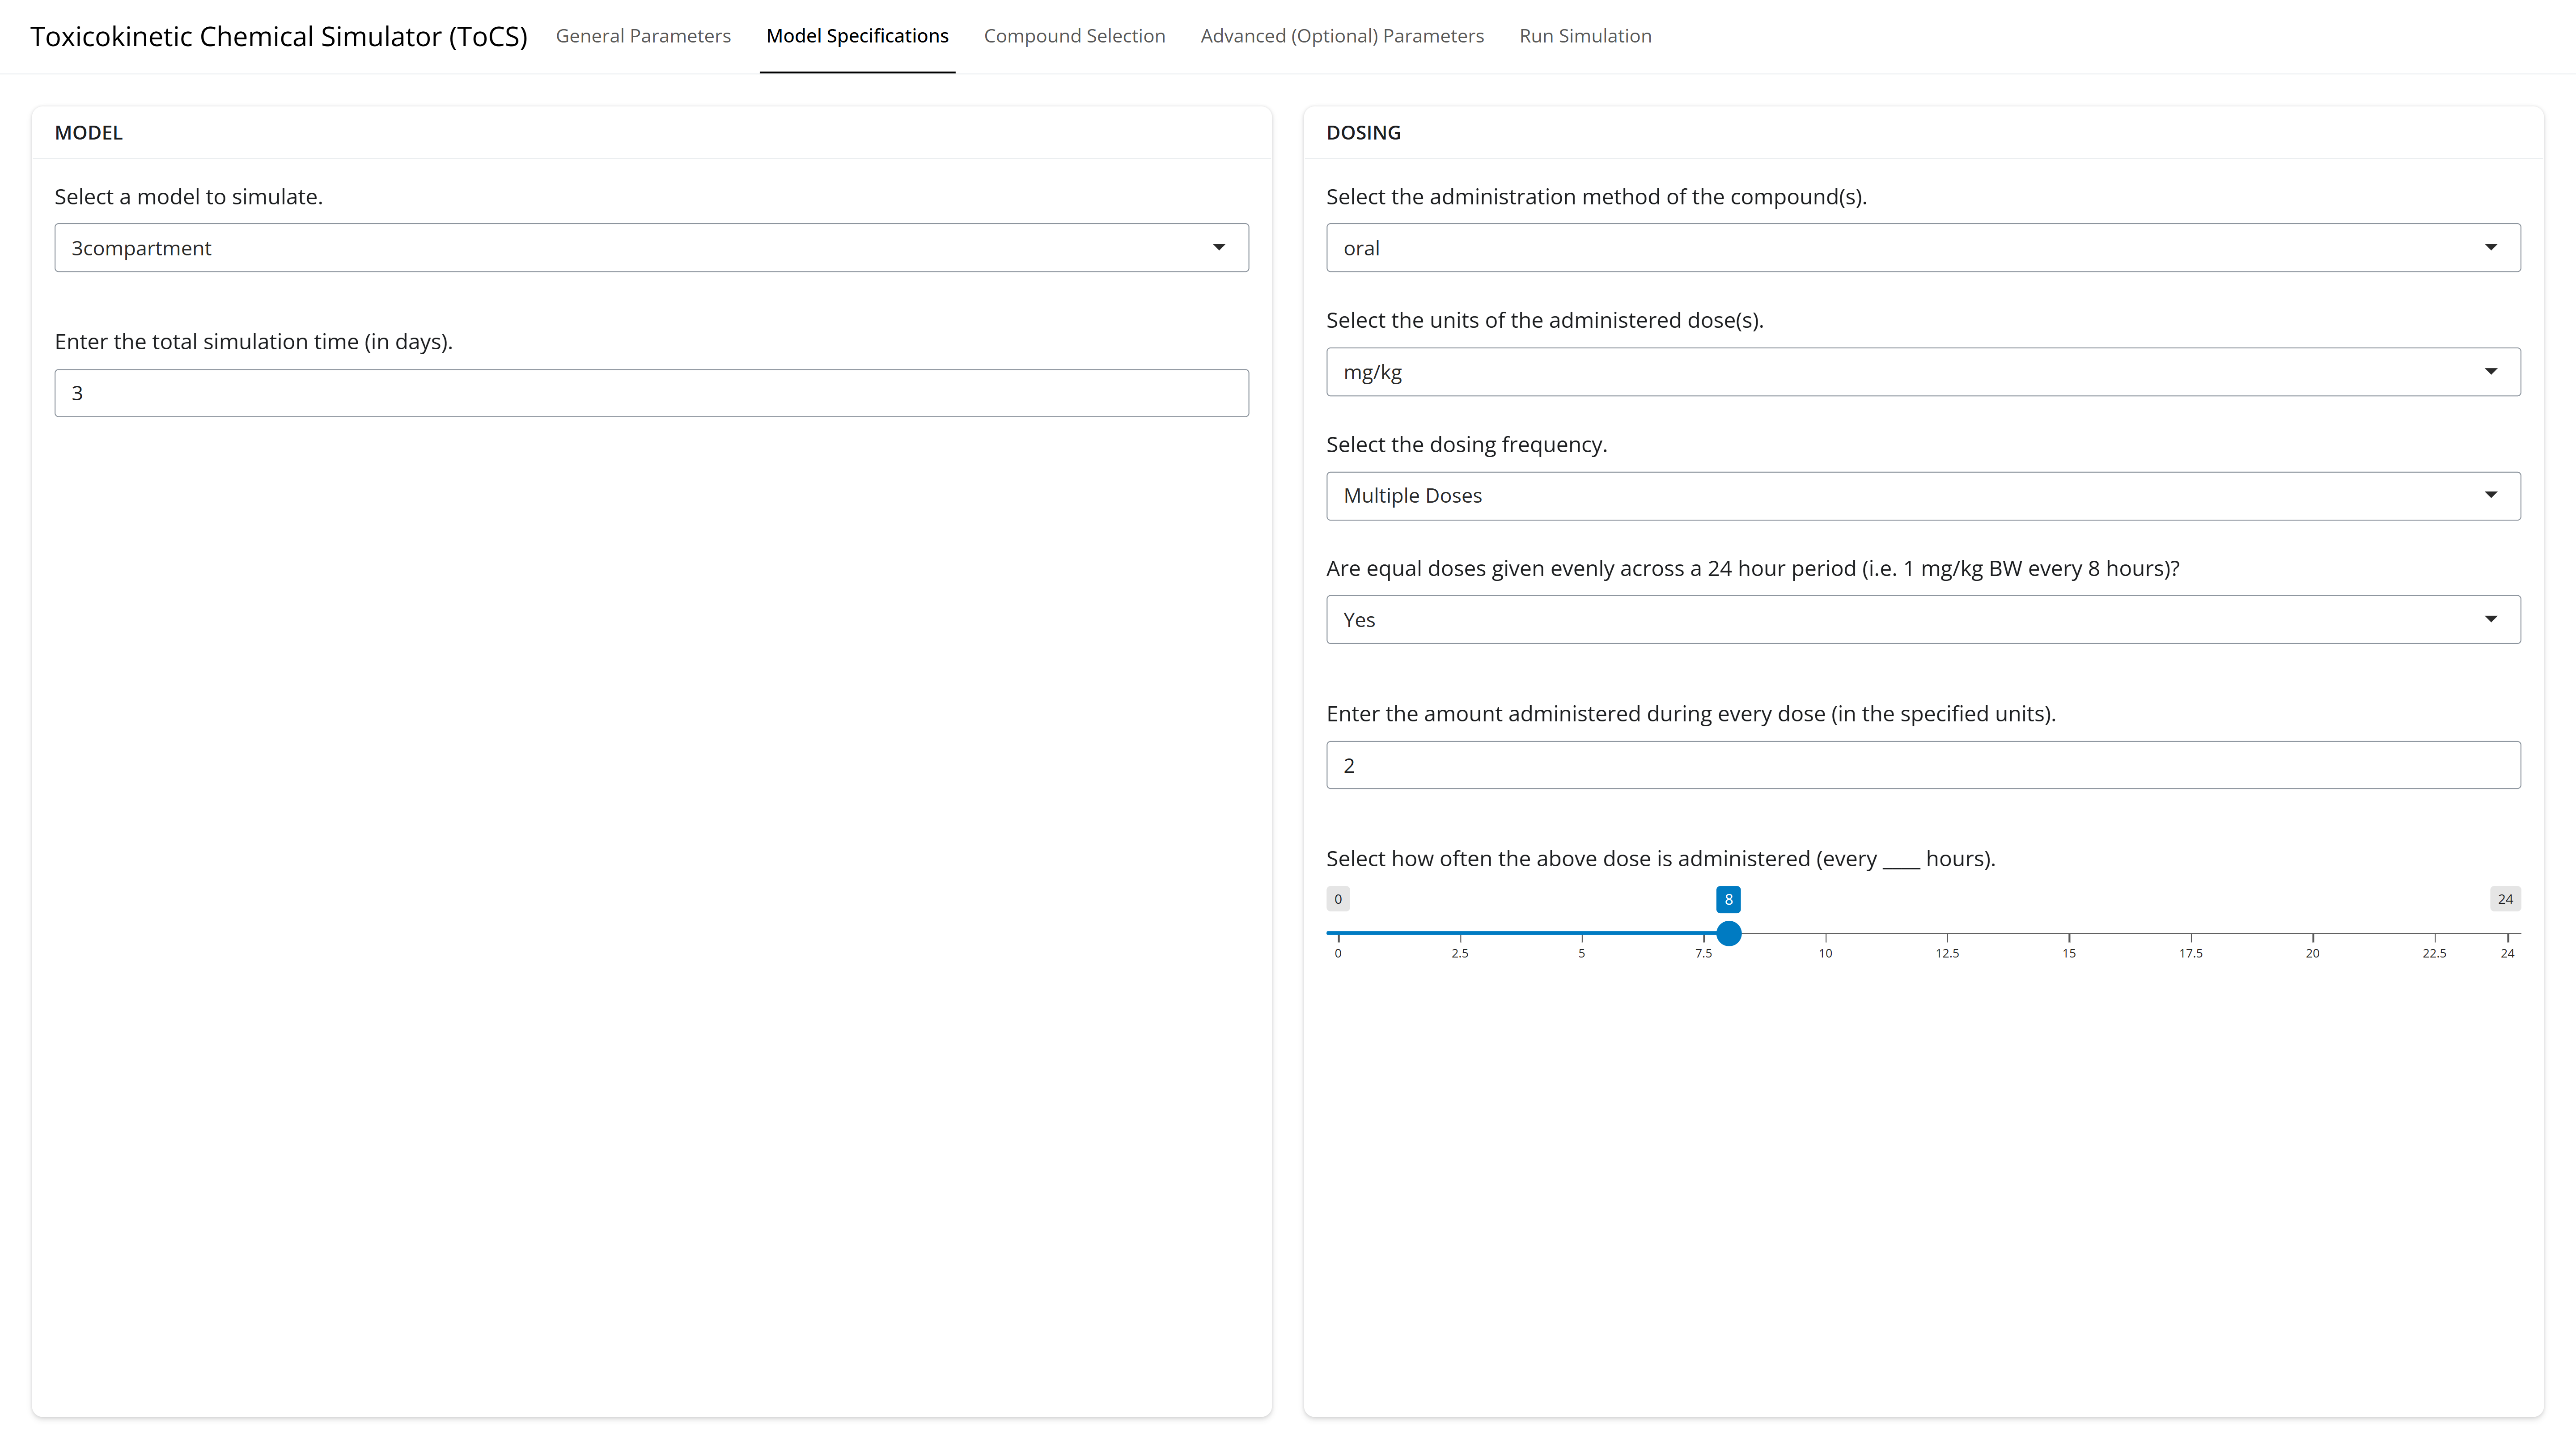 Toxicokinetic Chemical Simulator (ToCS) General Parameters Model Specifications Compound Selection Advanced (Optional) Parameters Run Simulation
MODEL
Select a model to simulate.
3compartment
Enter the total simulation time (in days).
3
DOSING
Select the administration method of the compound(s).
oral
Select the units of the administered dose(s).
mg/kg
Select the dosing frequency.
Multiple Doses
Are equal doses given evenly across a 24 hour period (i.e. 1 mg/kg BW every 8 hours)?
Yes
Enter the amount administered during every dose (in the specified units).
2
Select how often the above dose is administered (every ____ hours).
0 8 24
0 2.5 5 7.5 10 12.5 15 17.5 20 22.5 24